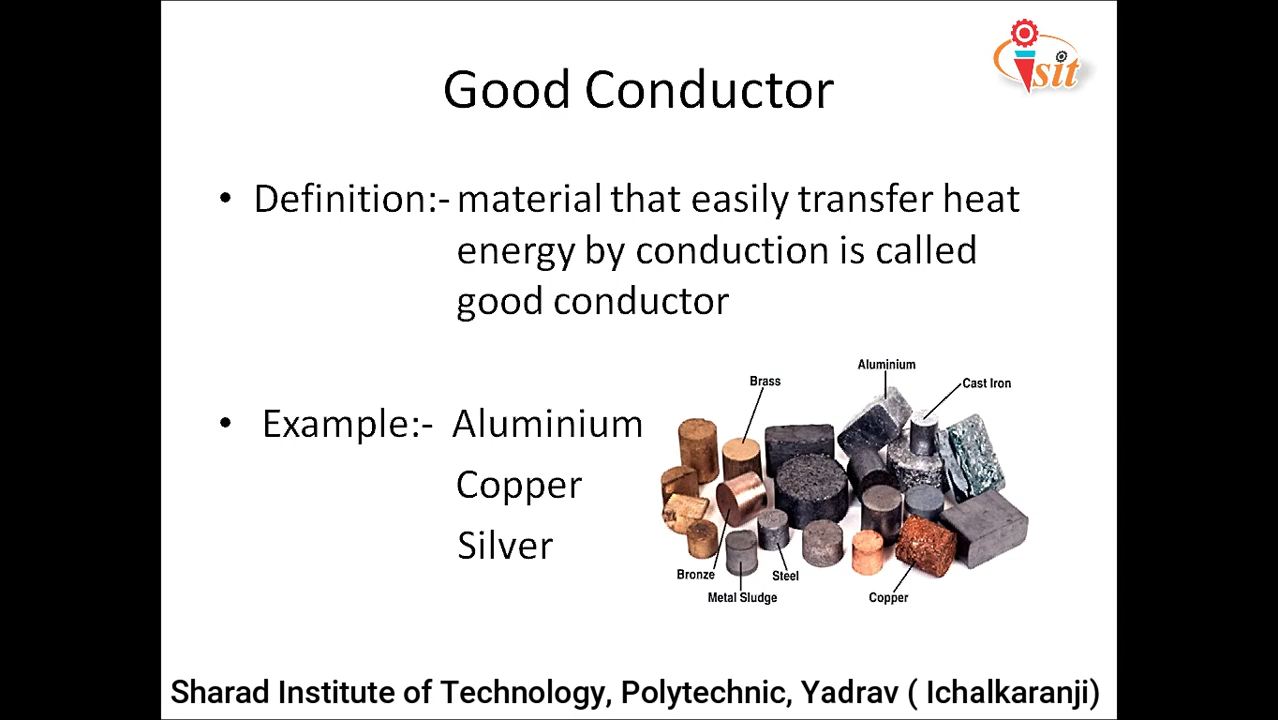 sit
Good Conductor
• Definition:- material that easily transfer heat
energy by conduction is called
good conductor
• Example:- Aluminium
Copper
Silver
Aluminium
Brass
Cast Iron
Bronze
Steel
Metal Sludge
Copper
Sharad Institute of Technology, Polytechnic, Yadrav ( Ichalkaranji)